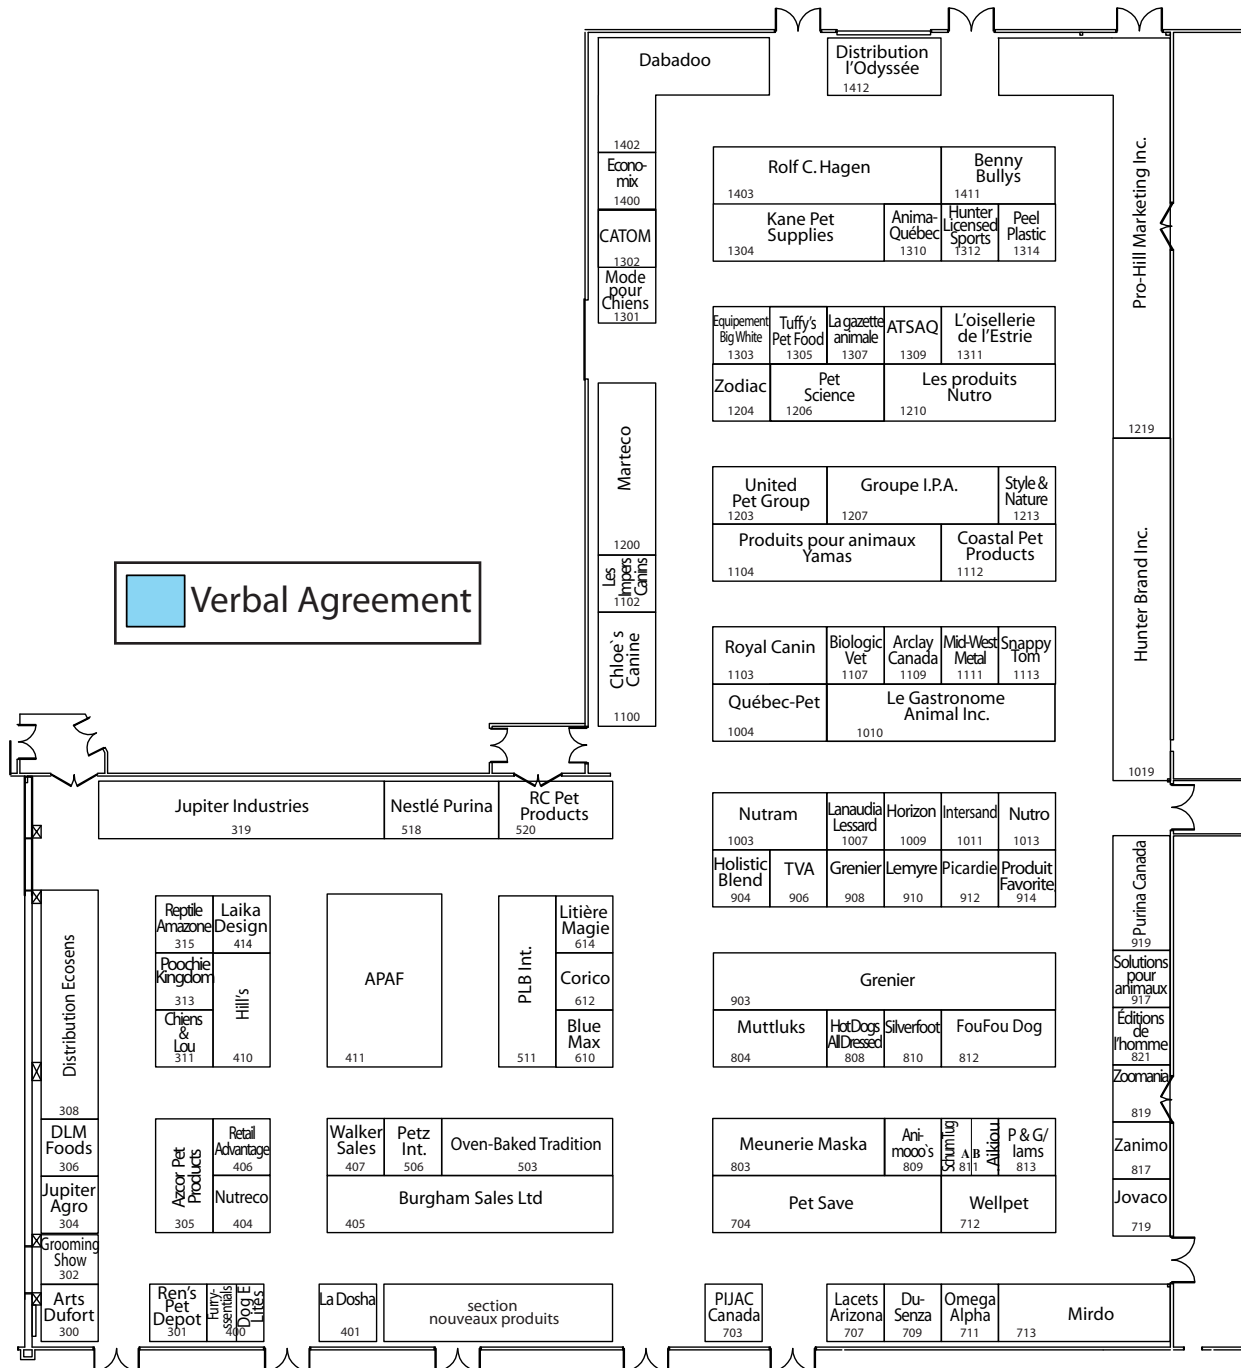 Dabadoo
1402
Distribution
l'Odyssée
1412
Pro-Hill Marketing Inc.
1219
Econo-
mix
1400
CATOM
1302
Mode
pour
Chiens
1301
Rolf C. Hagen
1403
Benny
Bullys
1411
Kane Pet
Supplies
1304
Anima-
Québec
1310
Hunter
Licensed
Sports
1312
Peel
Plastic
1314
Equipement
Big White
1303
Tuffy's
Pet Food
1305
La gazette
animale
1307
ATSAQ
1309
L'oisellerie
de l'Estrie
1311
Zodiac
1204
Pet
Science
1206
Les produits
Nutro
1210
Marteco
1200
Les
Impers
Canins
1102
Chloe`s
Canine
1100
United
Pet Group
1203
Groupe I.P.A.
1207
Style &
Nature
1213
Produits pour animaux
Yamas
1104
Coastal Pet
Products
1112
Hunter Brand Inc.
1019
Verbal Agreement
Royal Canin
1103
Biologic
Vet
1107
Arclay
Canada
1109
Mid-West
Metal
1111
Snappy
Tom
1113
Québec-Pet
1004
Le Gastronome
Animal Inc.
1010
Jupiter Industries
319
Nestlé Purina
518
RC Pet
Products
520
Nutram
1003
Lanaudia
Lessard
1007
Horizon
1009
Intersand
1011
Nutro
1013
Holistic
Blend
904
TVA
906
Grenier
908
Lemyre
910
Picardie
912
Produit
Favorite
914
Purina Canada
919
Solutions
pour
animaux
917
Éditions
de
l'homme
821
Zoomania
819
Zanimo
817
Jovaco
719
Distribution Ecosens
308
DLM
Foods
306
Jupiter
Agro
304
Grooming
Show
302
Arts
Dufort
300
Reptile
Amazone
315
Laika
Design
414
Poochie
Kingdom
313
Hill's
410
Chiens
&
Lou
311
APAF
411
PLB Int.
511
Litière
Magie
614
Corico
612
Blue
Max
610
Grenier
903
Muttluks
804
HotDogs
All Dressed
808
Silverfoot
810
FouFou Dog
812
Azcor Pet
Products
305
Retail
Advantage
406
Nutreco
404
Walker
Sales
407
Petz
Int.
506
Oven-Baked Tradition
503
Burgham Sales Ltd
405
Meunerie Maska
803
Ani-
mooo`s
809
SchumTug
A B
811
Aikiou
P & G/
Iams
813
Pet Save
704
Wellpet
712
Ren's
Pet
Depot
301
Furry-
ssentials
400
Dog E
Lites
La Dosha
401
section
nouveaux produits
PIJAC
Canada
703
Lacets
Arizona
707
Du-
Senza
709
Omega
Alpha
711
Mirdo
713